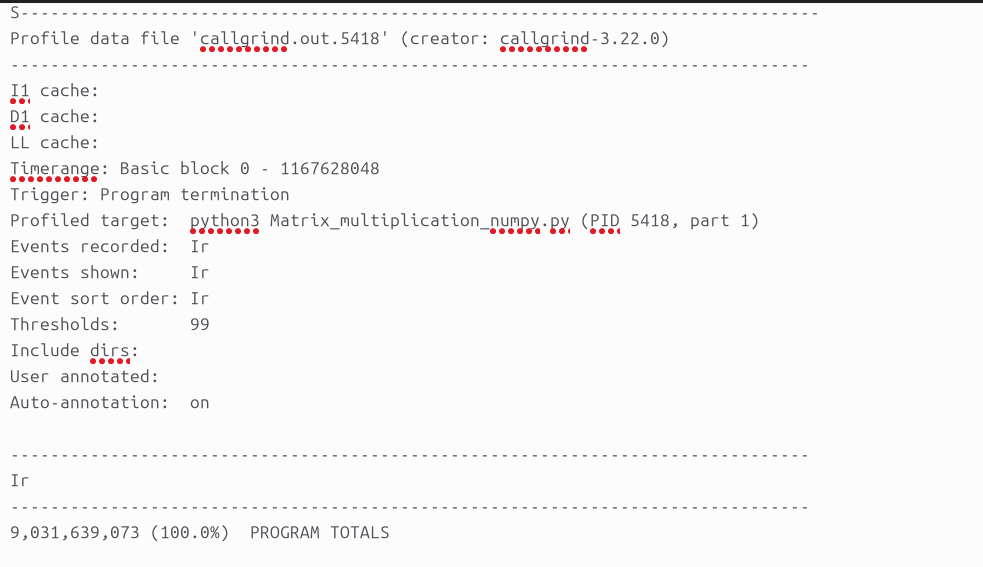 S--------------------------------------------------------------------------------
Profile data file 'callgrind.out.5418' (creator: callgrind-3.22.0)
--------------------------------------------------------------------------------
I1 cache:
D1 cache:
LL cache:
Timerange: Basic block 0 - 1167628048
Trigger: Program termination
Profiled target:  python3 Matrix_multiplication_numpy.py (PID 5418, part 1)
Events recorded:  Ir
Events shown:     Ir
Event sort order: Ir
Thresholds:       99
Include dirs:
User annotated:
Auto-annotation:  on
--------------------------------------------------------------------------------
Ir
--------------------------------------------------------------------------------
9,031,639,073 (100.0%)  PROGRAM TOTALS